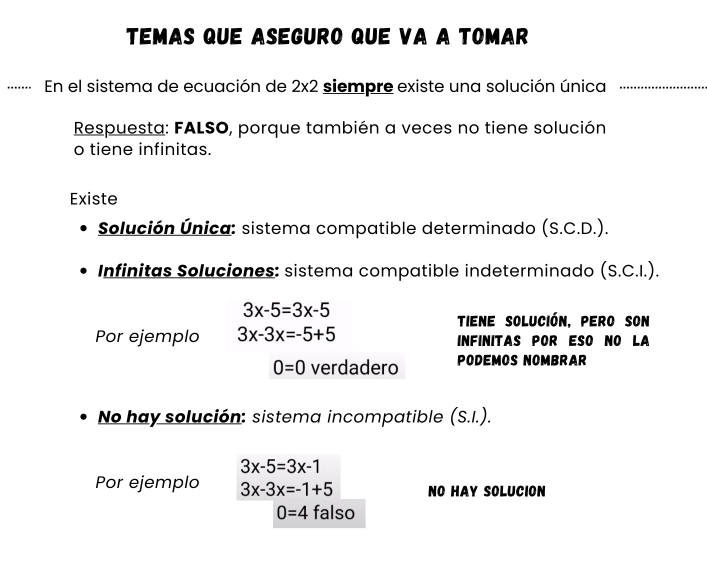 TEMAS QUE ASEGURO QUE VA A TOMAR
En el sistema de ecuación de 2x2 siempre existe una solución única
Respuesta: FALSO, porque también a veces no tiene solución
o tiene infinitas.
Existe
• Solución Única: sistema compatible determinado (S.C.D.).
• Infinitas Soluciones: sistema compatible indeterminado (S.C.I.).
Por ejemplo
3x-5=3x-5
3x-3x=-5+5
0=0 verdadero
TIENE SOLUCIÓN, PERO SON
INFINITAS POR ESO NO LA
PODEMOS NOMBRAR
• No hay solución: sistema incompatible (S.I.).
Por ejemplo
3x-5=3x-1
3x-3x=-1+5
0=4 falso
NO HAY SOLUCION